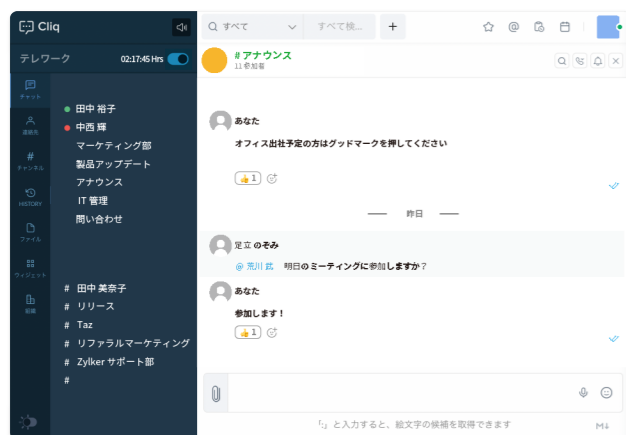 Cliq
すべて
すべて検...
+
テレワーク
02:17:45 Hrs
# アナウンス
11 参加者
チャット
連絡先
#
チャンネル
HISTORY
ファイル
ウィジェット
組織
田中 裕子
中西 輝
マーケティング部
製品アップデート
アナウンス
IT 管理
問い合わせ
# 田中 美奈子
# リリース
# Taz
# リファラルマーケティング
# Zylker サポート部
#
あなた
オフィス出社予定の方はグッドマークを押してください
1
昨日
足立 のぞみ
@ 荒川 武 明日のミーティングに参加しますか?
あなた
参加します!
1
「:」と入力すると、絵文字の候補を取得できます
M↓